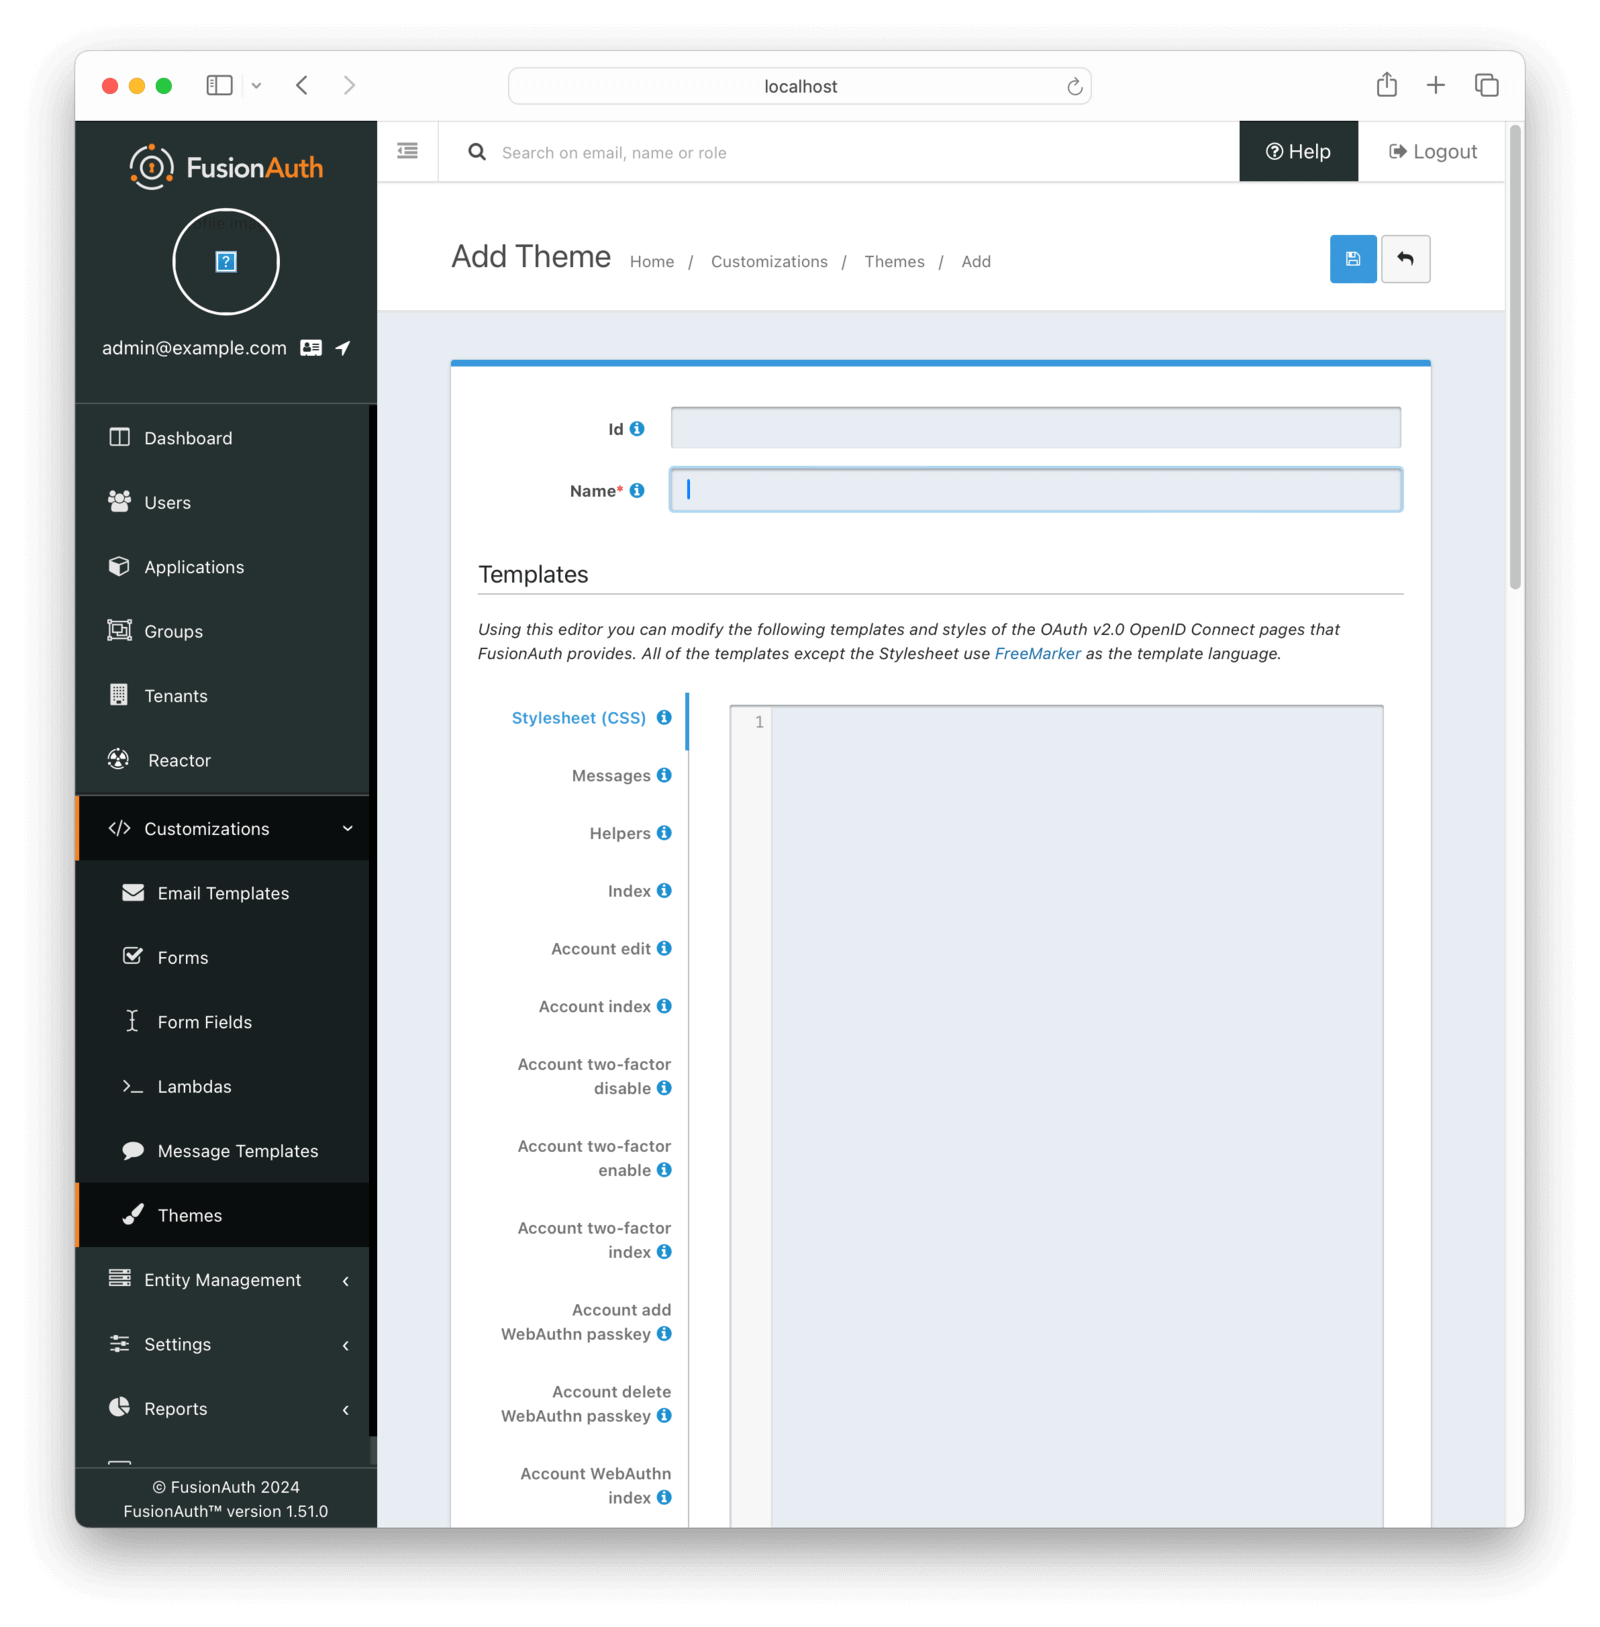 localhost
FusionAuth
admin@example.com
Dashboard
Users
Applications
Groups
Tenants
Reactor
Customizations
Email Templates
Forms
Form Fields
Lambdas
Message Templates
Themes
Entity Management
Settings
Reports
© FusionAuth 2024
FusionAuth™ version 1.51.0
Search on email, name or role
Help
Logout
Add Theme
Home / Customizations / Themes / Add
Id
Name*
Templates
Using this editor you can modify the following templates and styles of the OAuth v2.0 OpenID Connect pages that
FusionAuth provides. All of the templates except the Stylesheet use FreeMarker as the template language.
Stylesheet (CSS)
Messages
Helpers
Index
Account edit
Account index
Account two-factor
disable
Account two-factor
enable
Account two-factor
index
Account add
WebAuthn passkey
Account delete
WebAuthn passkey
Account WebAuthn
index
1